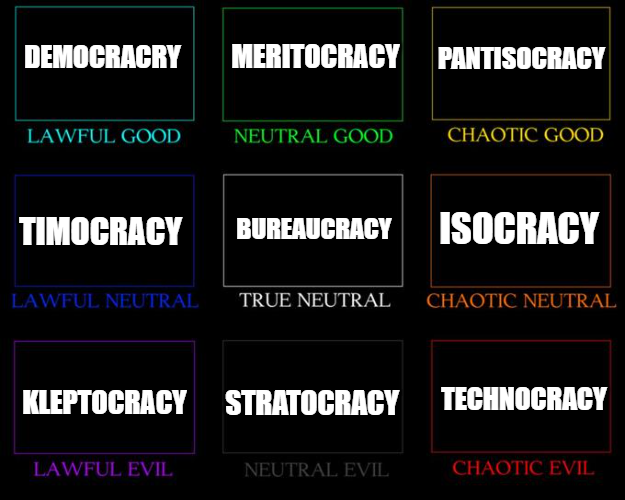 DEMOCRACRY MERITOCRACY PANTISOCRACY
LAWFUL GOOD NEUTRAL GOOD CHAOTIC GOOD
TIMOCRACY BUREAUCRACY ISOCRACY
LAWFUL NEUTRAL TRUE NEUTRAL CHAOTIC NEUTRAL
KLEPTOCRACY STRATOCRACY TECHNOCRACY
LAWFUL EVIL NEUTRAL EVIL CHAOTIC EVIL